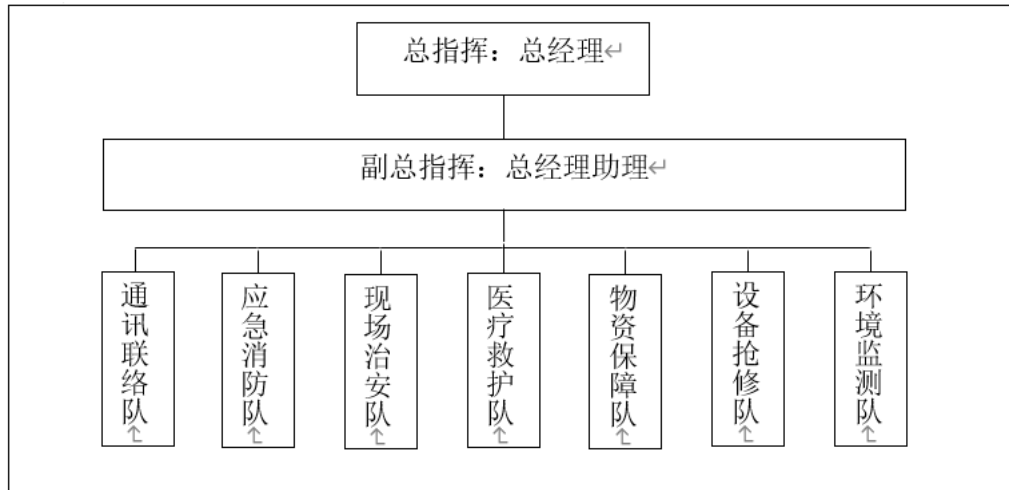 总指挥：总经理
副总指挥：总经理助理
通讯联络队
应急消防队
现场治安队
医疗救护队
物资保障队
设备抢修队
环境监测队